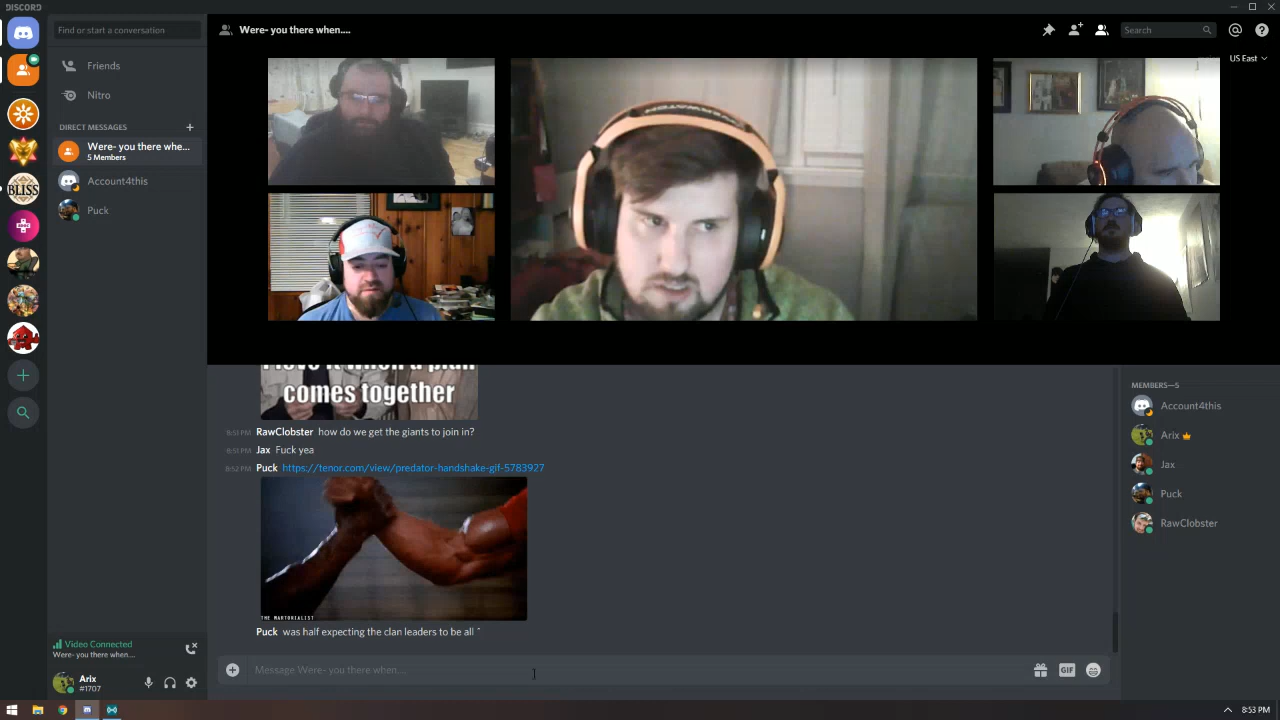 DISCORD
Find or start a conversation
Friends
Nitro
DIRECT MESSAGES
Were- you there whe...
5 Members
Account4this
Puck
BLISS
Video Connected
Were- you there when....
Arix
#1707
Were- you there when....
Search
US East
comes together
8:51 PM RawClobster how do we get the giants to join in?
8:51 PM Jax Fuck yea
8:52 PM Puck https://tenor.com/view/predator-handshake-gif-5783927
THE MANTORIALIST
Puck was half expecting the clan leaders to be all "
Message Were- you there when....
GIF
MEMBERS—5
Account4this
Arix
Jax
Puck
RawClobster
8:53 PM